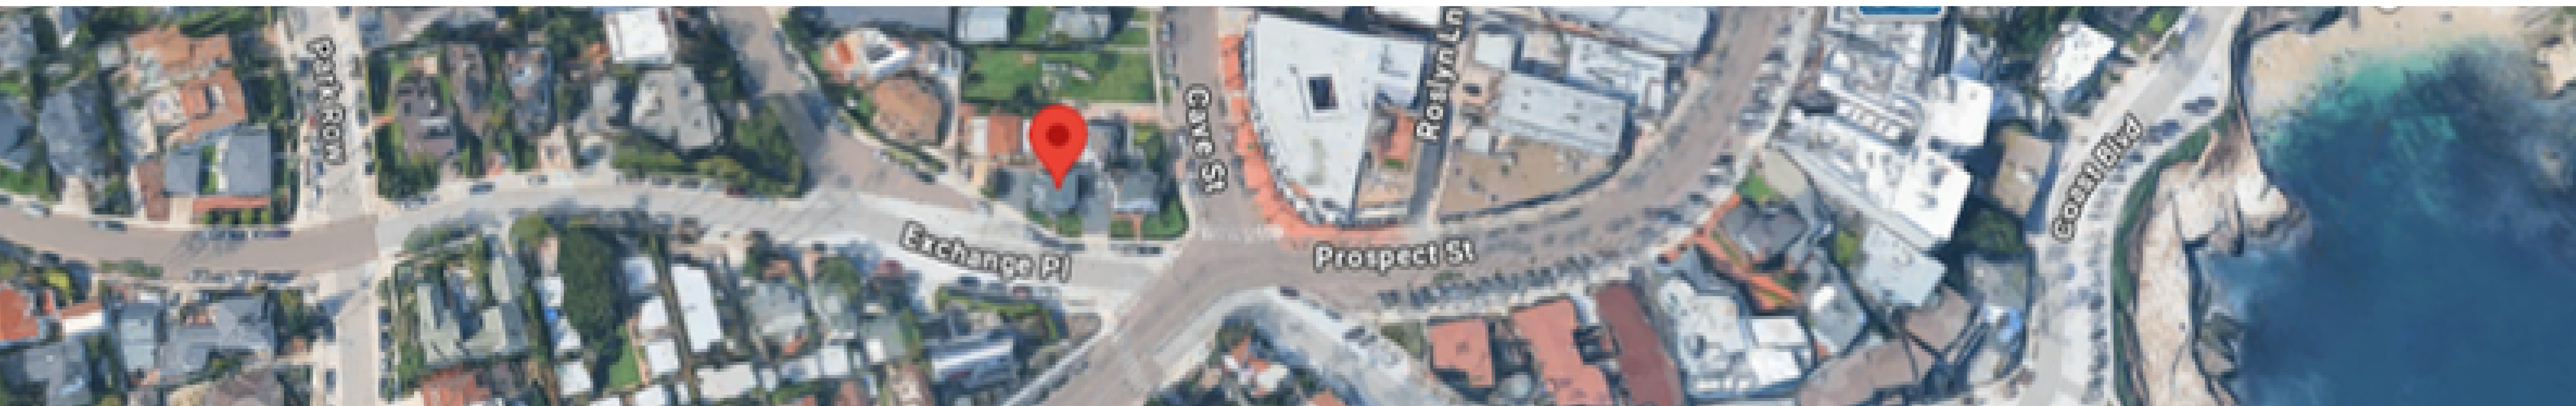 Park Row
Cave St
Roslyn Ln
Exchange Pl
Prospect St
Coast Blvd